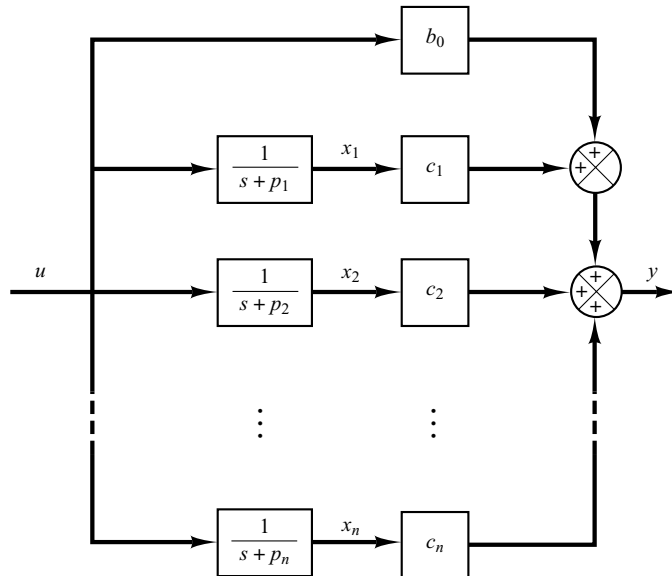 b₀
+
+
1
s + p₁
x₁
c₁
u
1
s + p₂
x₂
c₂
+
+
+
y
⋮
⋮
1
s + pₙ
xₙ
cₙ